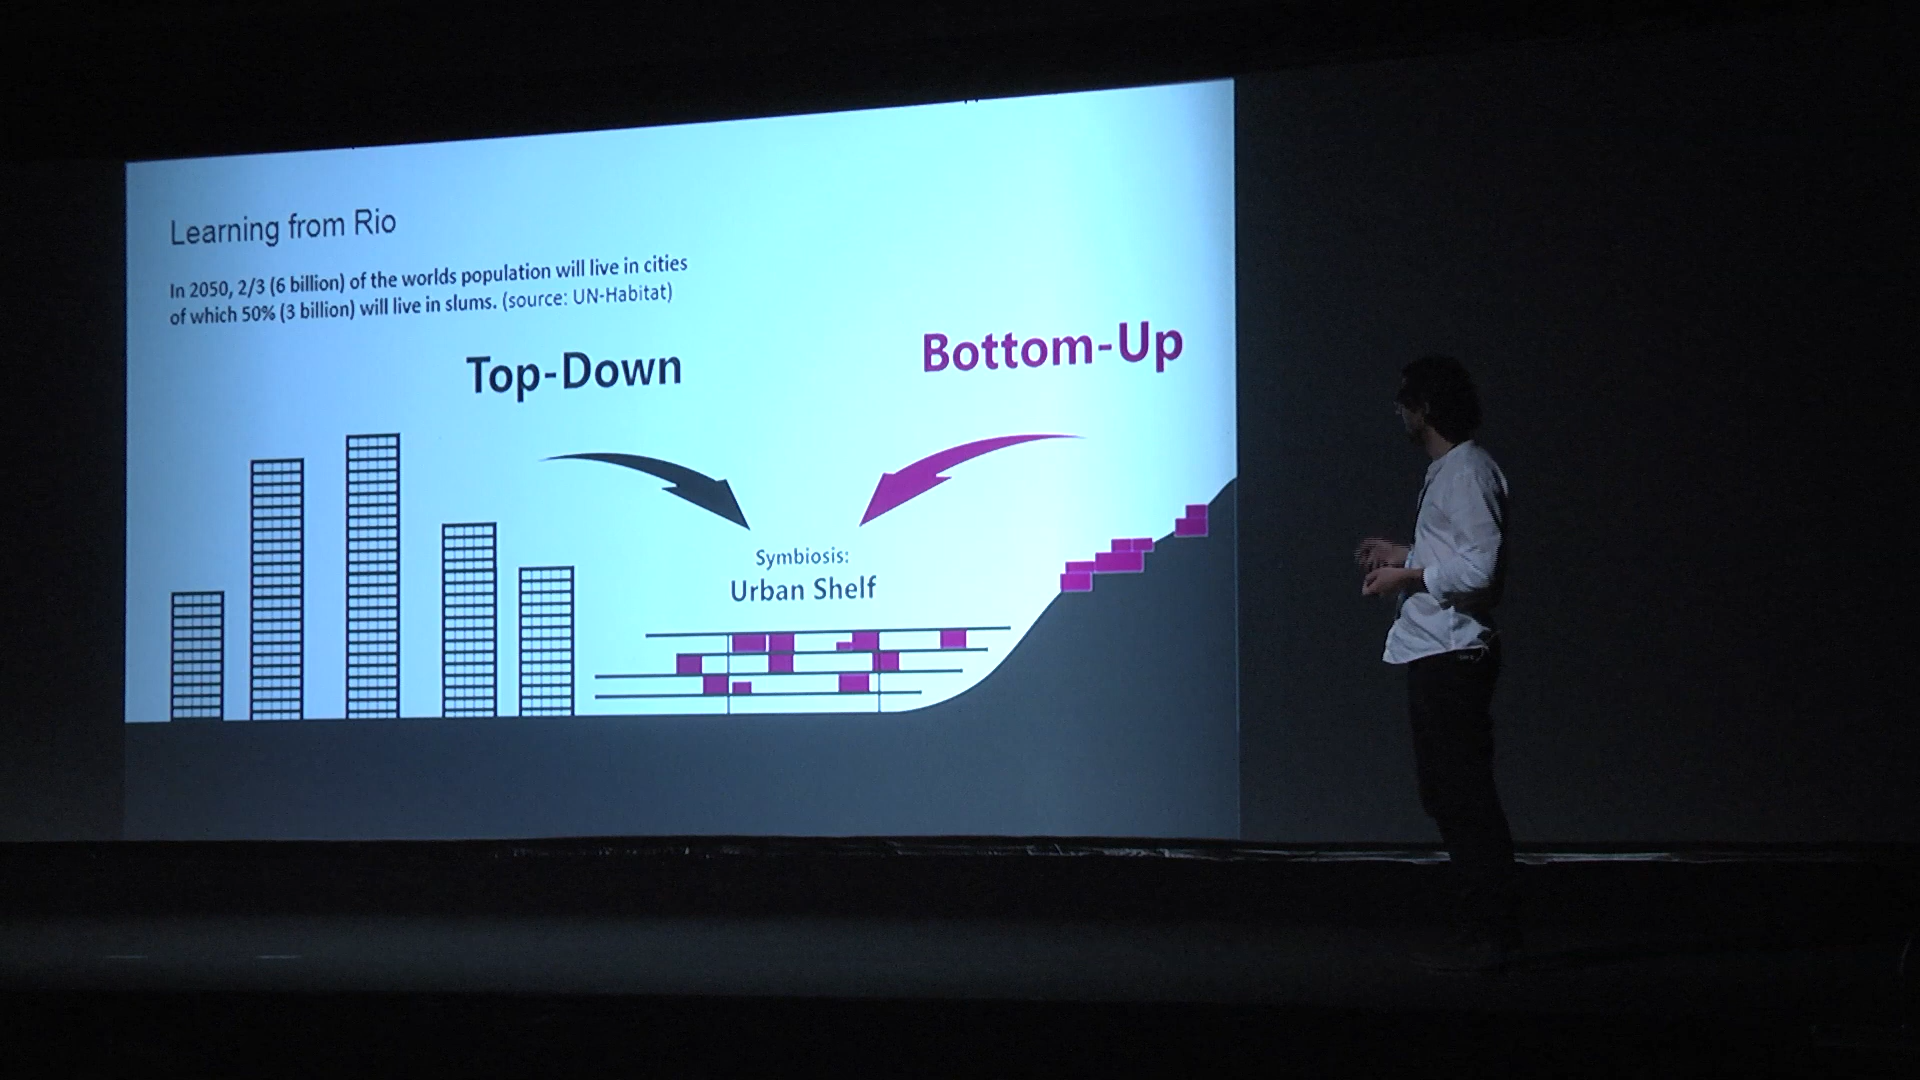 Learning from Rio
In 2050, 2/3 (6 billion) of the worlds population will live in cities
of which 50% (3 billion) will live in slums. (source: UN-Habitat)
Top-Down
Bottom-Up
Symbiosis:
Urban Shelf